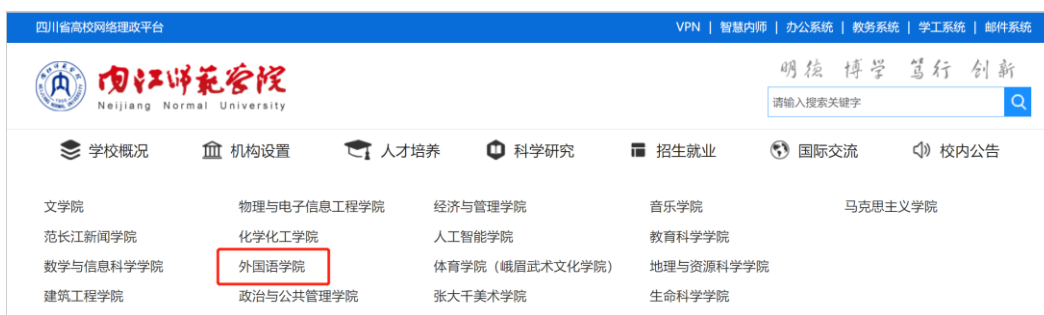 四川省高校网络理政平台 VPN | 智慧内师 | 办公系统 | 教务系统 | 学工系统 | 邮件系统
内江师范学院 明德 博学 笃行 创新
Neijiang Normal University
请输入搜索关键字
学校概况 机构设置 人才培养 科学研究 招生就业 国际交流 校内公告
文学院 物理与电子信息工程学院 经济与管理学院 音乐学院 马克思主义学院
范长江新闻学院 化学化工学院 人工智能学院 教育科学学院
数学与信息科学学院 外国语学院 体育学院（峨眉武术文化学院） 地理与资源科学学院
建筑工程学院 政治与公共管理学院 张大千美术学院 生命科学学院